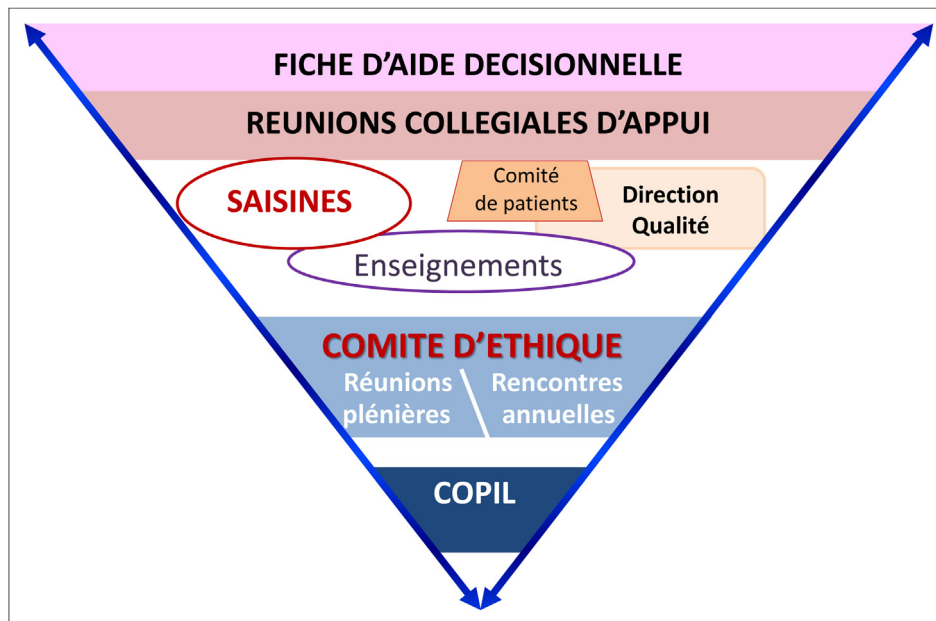 FICHE D’AIDE DECISIONNELLE
REUNIONS COLLEGIALES D’APPUI
SAISINES
Comité
de patients
Direction
Qualité
Enseignements
COMITE D’ETHIQUE
Réunions
plénières
Rencontres
annuelles
COPIL